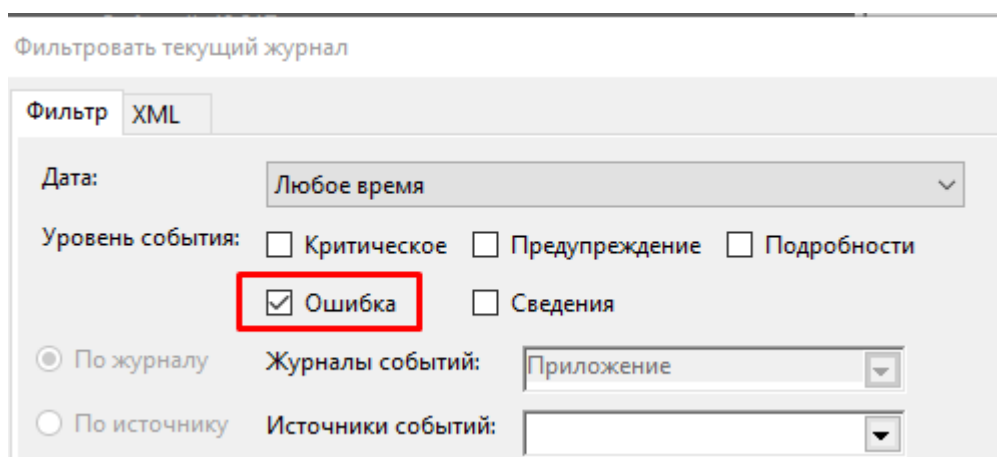 Фильтровать текущий журнал
Фильтр XML
Дата: Любое время
Уровень события: Критическое Предупреждение Подробности
Ошибка Сведения
По журналу Журналы событий: Приложение
По источнику Источники событий: